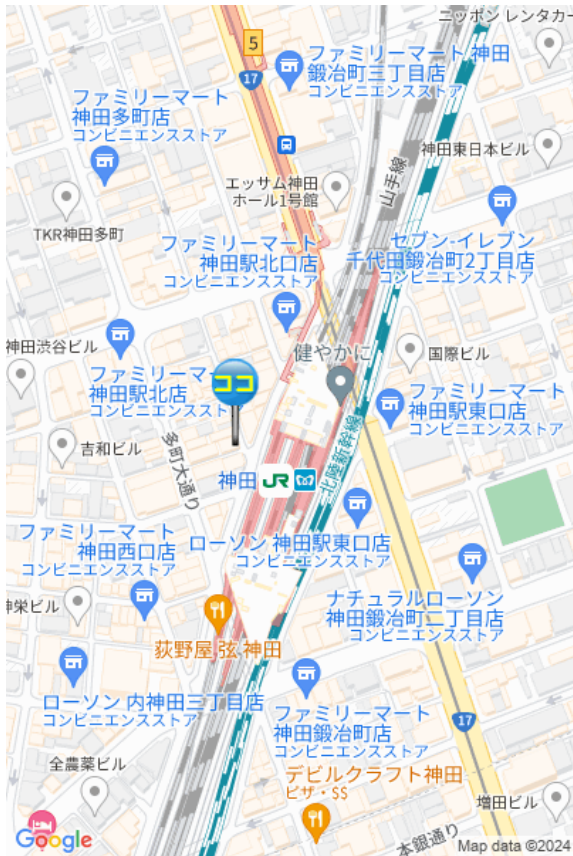 ニッポン レンタカー
5
17
ファミリーマート 神田
鍛冶町三丁目店
コンビニエンスストア
ファミリーマート
神田多町店
コンビニエンスストア
神田東日本ビル
山手線
エッサム神田
ホール1号館
TKR神田多町
ファミリーマート
神田駅北口店
コンビニエンスストア
セブン-イレブン
千代田鍛冶町2丁目店
コンビニエンスストア
神田渋谷ビル
健やかに
国際ビル
ファミリーマ
神田駅北店
コンビニエンスストア
ココ
ファミリーマート
神田駅東口店
コンビニエンスストア
吉和ビル
多町大通り
北陸新幹線
神田
JR
ファミリーマート
神田西口店
コンビニエンスストア
ローソン 神田駅東口店
コンビニエンスストア
神栄ビル
ナチュラルローソン
神田鍛冶町二丁目店
コンビニエンスストア
荻野屋 弦 神田
ローソン 内神田三丁目店
コンビニエンスストア
ファミリーマート
神田鍛冶町店
コンビニエンスストア
17
全農薬ビル
デビルクラフト神田
ピザ・$$
増田ビル
本銀通り
Google
Map data ©2024